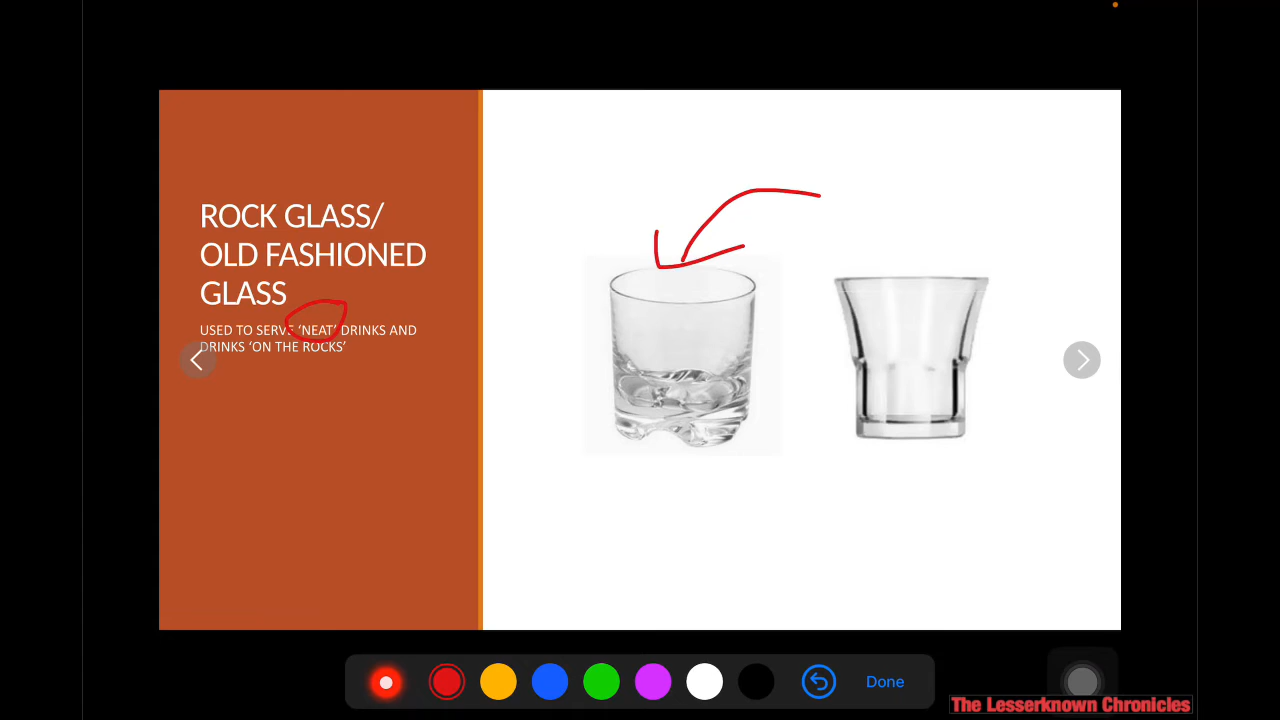 ROCK GLASS/
OLD FASHIONED
GLASS
USED TO SERVE ‘NEAT’ DRINKS AND
DRINKS ‘ON THE ROCKS’
Done
The Lesserknown Chronicles